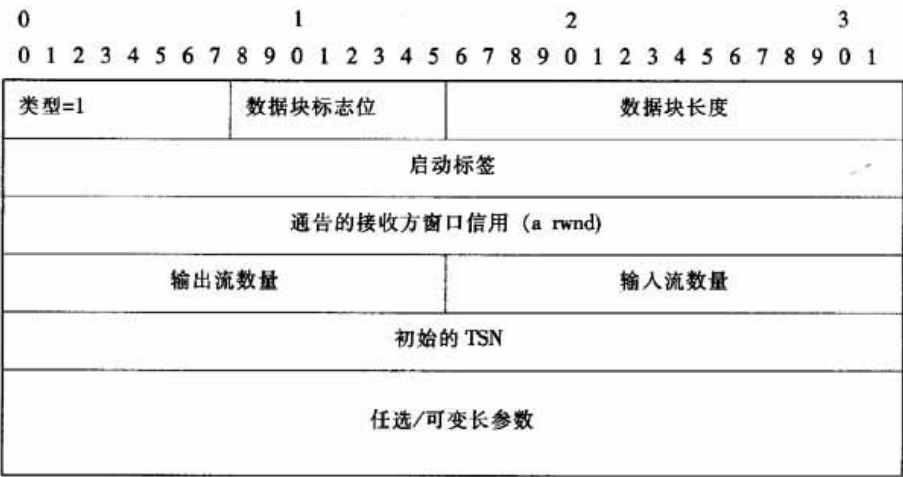 0 1 2 3
0 1 2 3 4 5 6 7 8 9 0 1 2 3 4 5 6 7 8 9 0 1 2 3 4 5 6 7 8 9 0 1
类型=1 数据块标志位 数据块长度
启动标签
通告的接收方窗口信用 (a rwnd)
输出流数量 输入流数量
初始的 TSN
任选/可变长参数